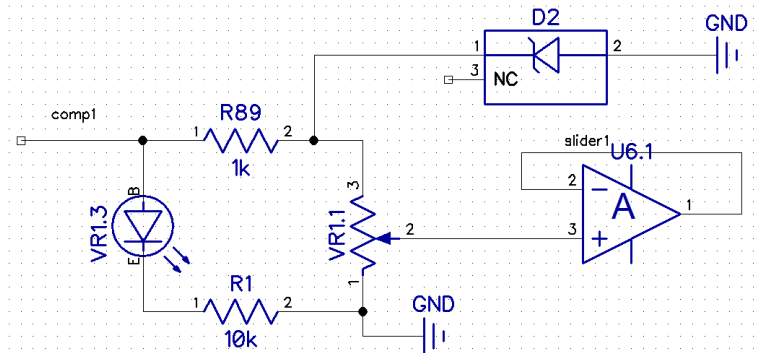 D2
GND
1
2
3
NC
comp1
R89
1
2
1k
slider1
U6.1
2
1
A
3
3
B
VR1.3
VR1.1
2
E
1
R1
1
2
10k
GND